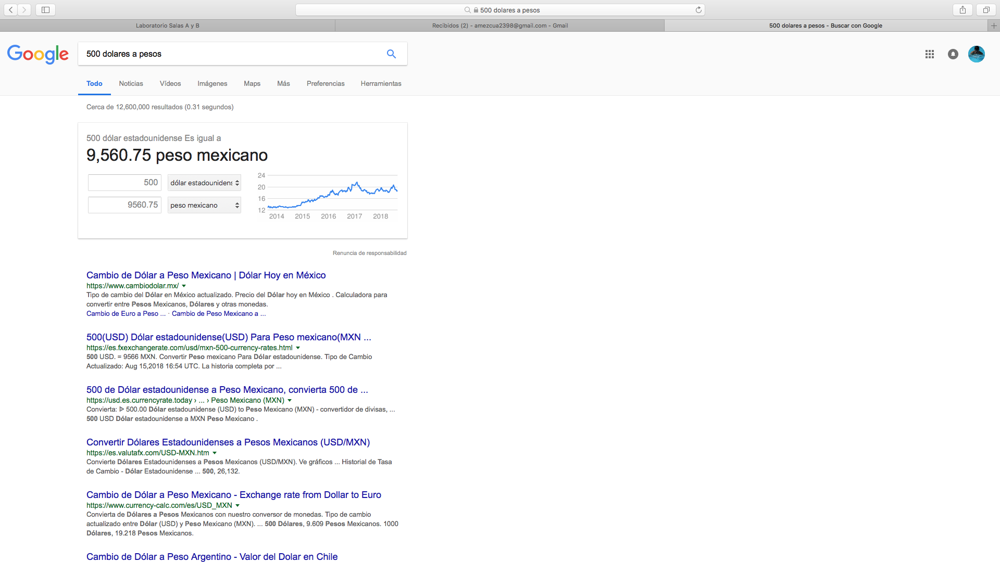 500 dolares a pesos
Laboratorio Salas A y B
Recibidos (2) - amezcua2398@gmail.com - Gmail
500 dolares a pesos - Buscar con Google
Google
500 dolares a pesos
Todo Noticias Vídeos Imágenes Maps Más Preferencias Herramientas
Cerca de 12,600,000 resultados (0.31 segundos)
500 dólar estadounidense Es igual a
9,560.75 peso mexicano
500 dólar estadounidens
9560.75 peso mexicano
24
20
16
12
2014 2015 2016 2017 2018
Renuncia de responsabilidad
Cambio de Dólar a Peso Mexicano | Dólar Hoy en México
https://www.cambiodolar.mx/
Tipo de cambio del Dólar en México actualizado. Precio del Dólar hoy en México . Calculadora para
convertir entre Pesos Mexicanos, Dólares y otras monedas.
Cambio de Euro a Peso ... · Cambio de Peso Mexicano a ...
500(USD) Dólar estadounidense(USD) Para Peso mexicano(MXN ...
https://es.fxexchangerate.com/usd/mxn-500-currency-rates.html
500 USD. = 9566 MXN. Convertir Peso mexicano Para Dólar estadounidense. Tipo de Cambio
Actualizado: Aug 15,2018 16:54 UTC. La historia completa por ...
500 de Dólar estadounidense a Peso Mexicano, convierta 500 de ...
https://usd.es.currencyrate.today › ... › Peso Mexicano (MXN)
Convierta: ᐉ 500.00 Dólar estadounidense (USD) to Peso Mexicano (MXN) - convertidor de divisas, ...
500 USD Dólar estadounidense a MXN Peso Mexicano .
Convertir Dólares Estadounidenses a Pesos Mexicanos (USD/MXN)
https://es.valutafx.com/USD-MXN.htm
Convierte Dólares Estadounidenses a Pesos Mexicanos (USD/MXN). Ve gráficos ... Historial de Tasa
de Cambio - Dólar Estadounidense ... 500, 26,132.
Cambio de Dólar a Peso Mexicano - Exchange rate from Dollar to Euro
https://www.currency-calc.com/es/USD_MXN
Convierta de Dólares a Pesos Mexicanos con nuestro conversor de monedas. Tipo de cambio
actualizado entre Dólar (USD) y Peso Mexicano (MXN). ... 500 Dólares, 9.609 Pesos Mexicanos. 1000
Dólares, 19.218 Pesos Mexicanos.
Cambio de Dólar a Peso Argentino - Valor del Dolar en Chile